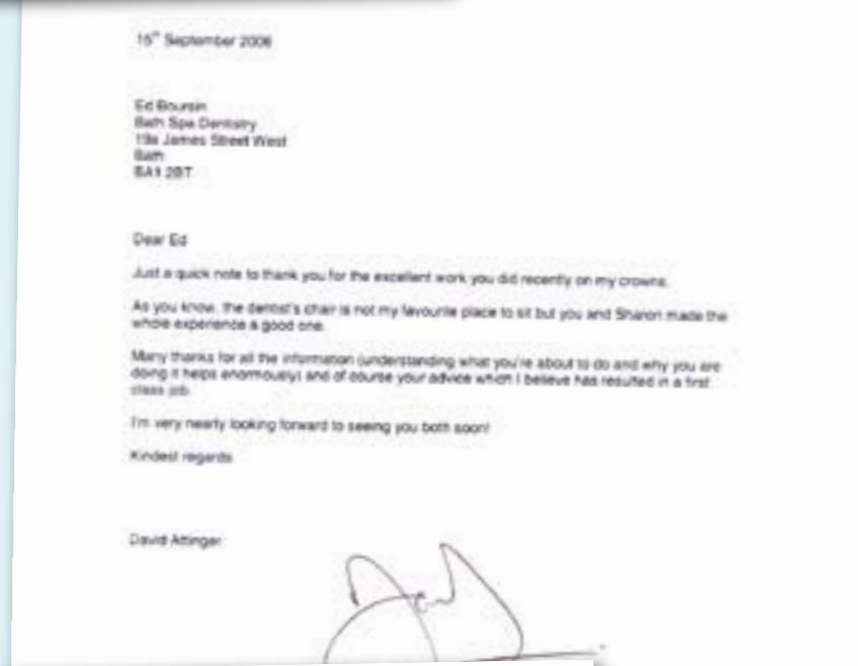 15th September 2006
Ed Boursin
Bath Spa Dentistry
19a James Street West
Bath
BA1 2BT
Dear Ed
Just a quick note to thank you for the excellent work you did recently on my crowns.
As you know, the dentist's chair is not my favourite place to sit but you and Sharon made the
whole experience a good one.
Many thanks for all the information (understanding what you're about to do and why you are
doing it helps enormously) and of course your advice which I believe has resulted in a first
class job.
I'm very nearly looking forward to seeing you both soon!
Kindest regards
David Attinger